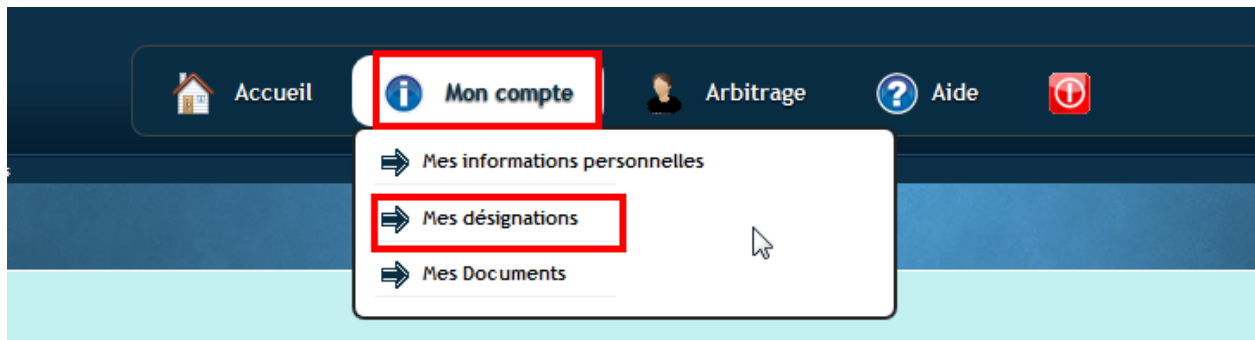 Accueil Mon compte Arbitrage Aide
Mes informations personnelles
s
Mes désignations
Mes Documents